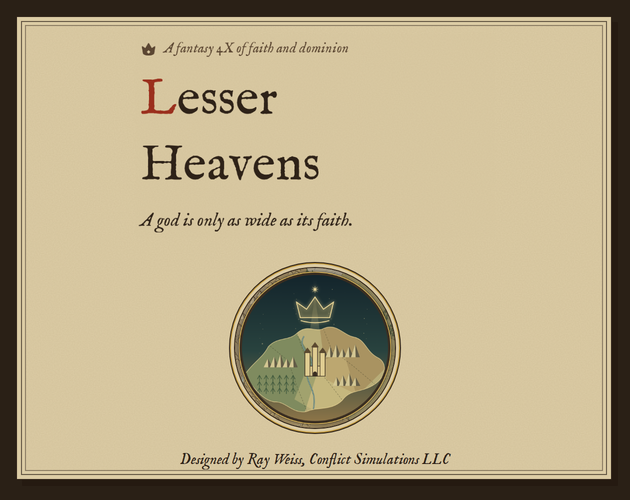 A fantasy 4X of faith and dominion
Lesser
Heavens
A god is only as wide as its faith.
Designed by Ray Weiss, Conflict Simulations LLC